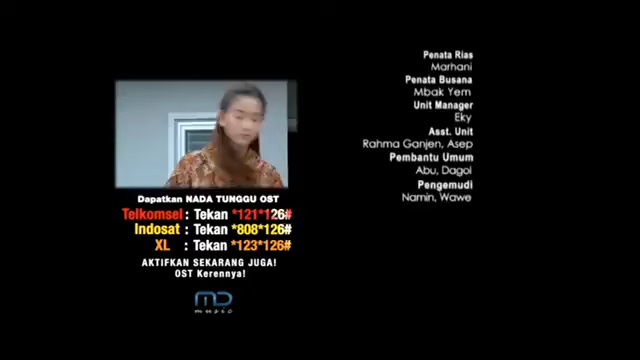 Penata Rias
Marhani
Penata Busana
Mbak Yem
Unit Manager
Eky
Asst. Unit
Rahma Ganjen, Asep
Pembantu Umum
Abu, Dagol
Pengemudi
Namin, Wawe
Dapatkan NADA TUNGGU OST
Telkomsel : Tekan *121*126#
Indosat : Tekan *808*126#
XL : Tekan *123*126#
AKTIFKAN SEKARANG JUGA!
OST Kerennya!
MD
music